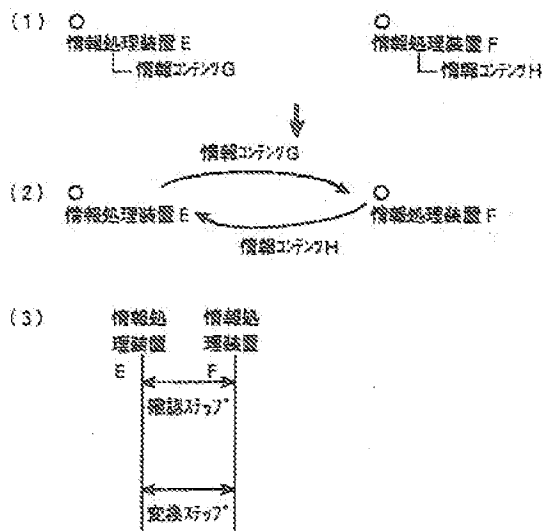 (1) ○ ○
情報処理装置E 情報処理装置F
情報コンテンツG 情報コンテンツH
情報コンテンツG
(2) ○ ○
情報処理装置E 情報処理装置F
情報コンテンツH
(3) 情報処 情報処
理装置 理装置
E F
確認ステップ
変換ステップ